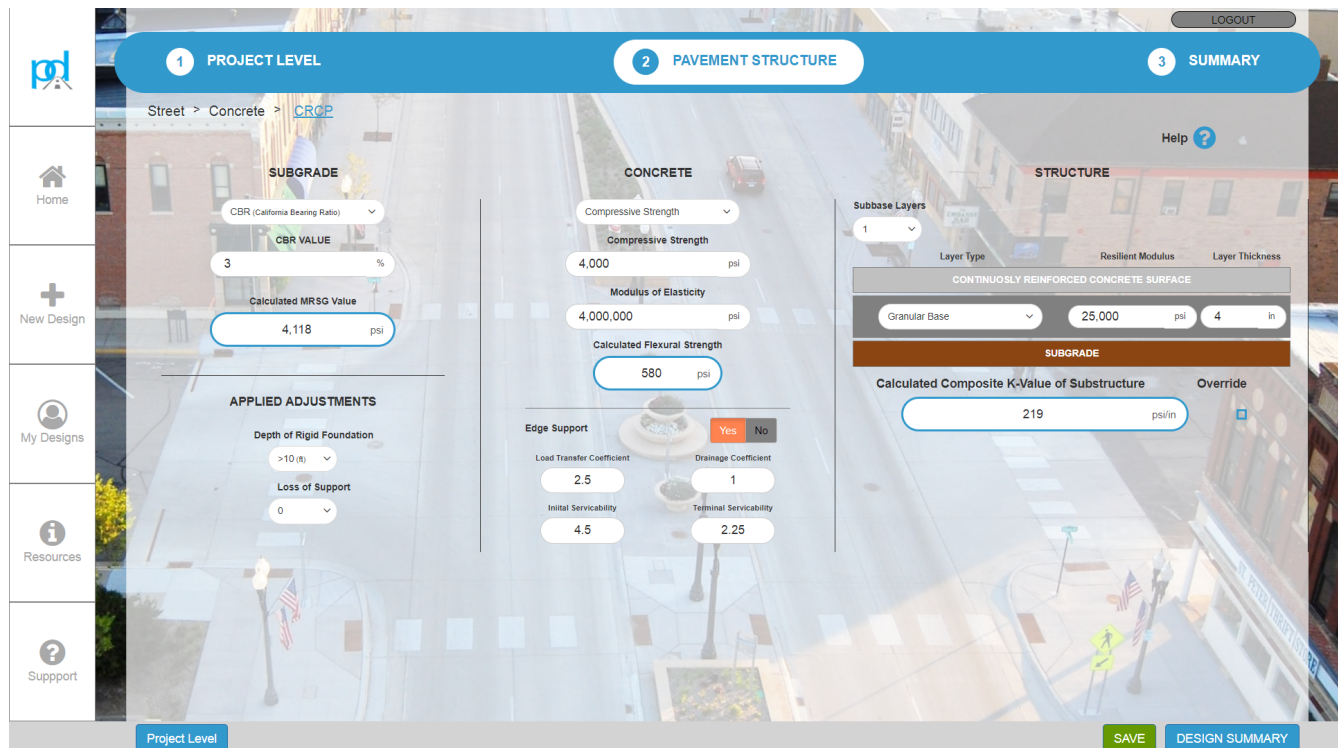 LOGOUT
pd
1 PROJECT LEVEL
2 PAVEMENT STRUCTURE
3 SUMMARY
Street > Concrete > CRCP
Help ?
Home
New Design
My Designs
Resources
Suppport
SUBGRADE
CBR (California Bearing Ratio)
CBR VALUE
3 %
Calculated MRSG Value
4,118 psi
APPLIED ADJUSTMENTS
Depth of Rigid Foundation
>10 (ft)
Loss of Support
0
CONCRETE
Compressive Strength
Compressive Strength
4,000 psi
Modulus of Elasticity
4,000,000 psi
Calculated Flexural Strength
580 psi
Edge Support Yes No
Load Transfer Coefficient Drainage Coefficient
2.5 1
Iniital Servicability Terminal Servicability
4.5 2.25
STRUCTURE
Subbase Layers
1
Layer Type Resilient Modulus Layer Thickness
CONTINUOSLY REINFORCED CONCRETE SURFACE
Granular Base 25,000 psi 4 in
SUBGRADE
Calculated Composite K-Value of Substructure Override
219 psi/in
Project Level
SAVE
DESIGN SUMMARY